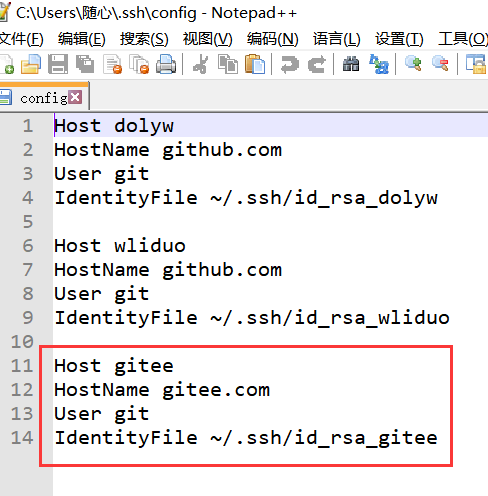 C:\Users\随心\.ssh\config - Notepad++
文件(F) 编辑(E) 搜索(S) 视图(V) 编码(N) 语言(L) 设置(T) 工具(O)
config
1 Host dolyw
2 HostName github.com
3 User git
4 IdentityFile ~/.ssh/id_rsa_dolyw
5
6 Host wliduo
7 HostName github.com
8 User git
9 IdentityFile ~/.ssh/id_rsa_wliduo
10
11 Host gitee
12 HostName gitee.com
13 User git
14 IdentityFile ~/.ssh/id_rsa_gitee